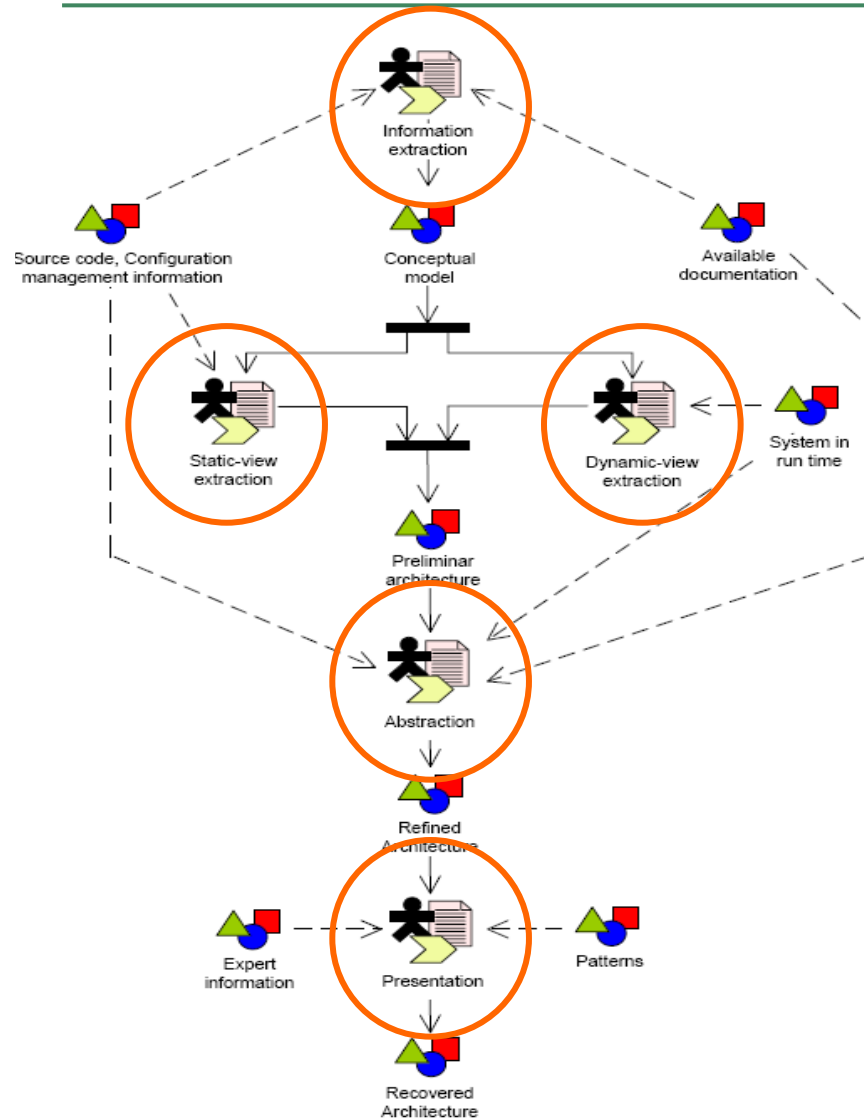 Information
extraction
Source code, Configuration
management information
Conceptual
model
Available
documentation
Static-view
extraction
Dynamic-view
extraction
System in
run time
Preliminar
architecture
Abstraction
Refined
Architecture
Expert
information
Presentation
Patterns
Recovered
Architecture